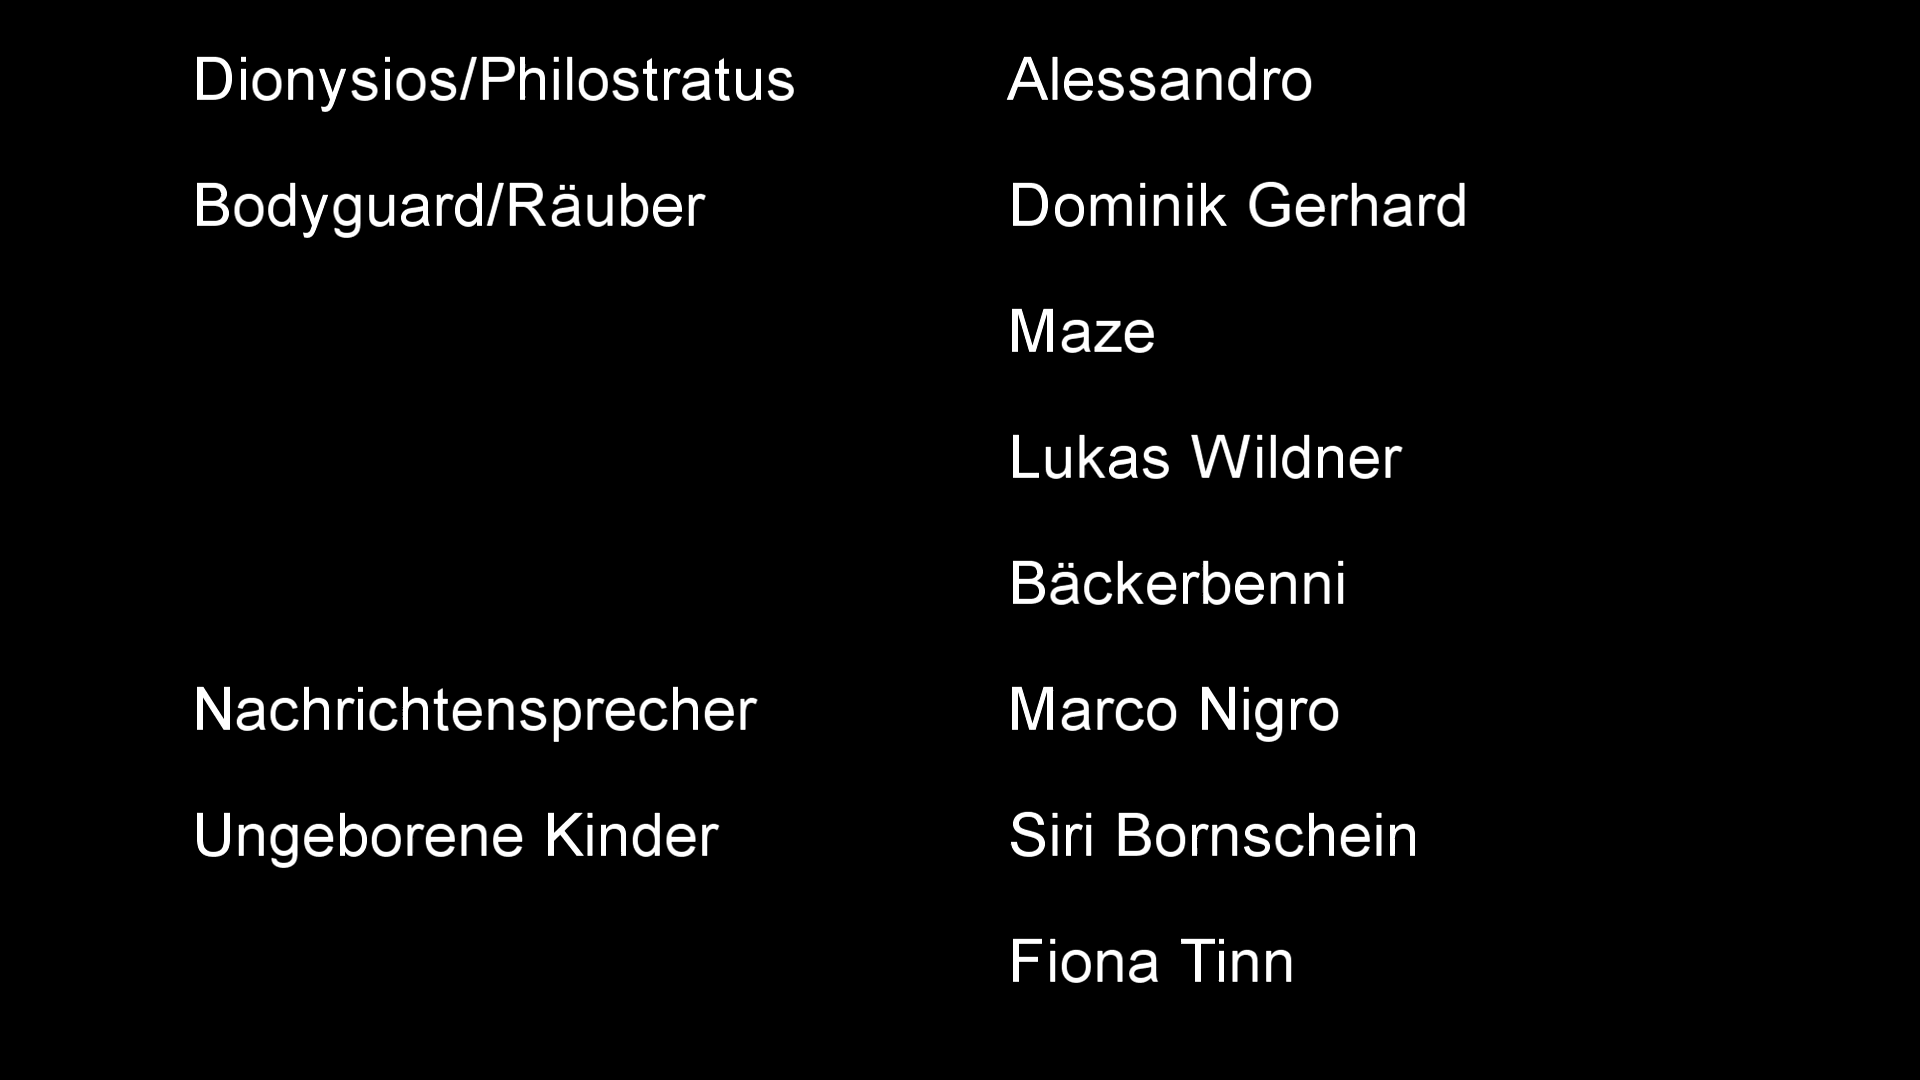 Dionysios/Philostratus Alessandro
Bodyguard/Räuber Dominik Gerhard
Maze
Lukas Wildner
Bäckerbenni
Nachrichtensprecher Marco Nigro
Ungeborene Kinder Siri Bornschein
Fiona Tinn